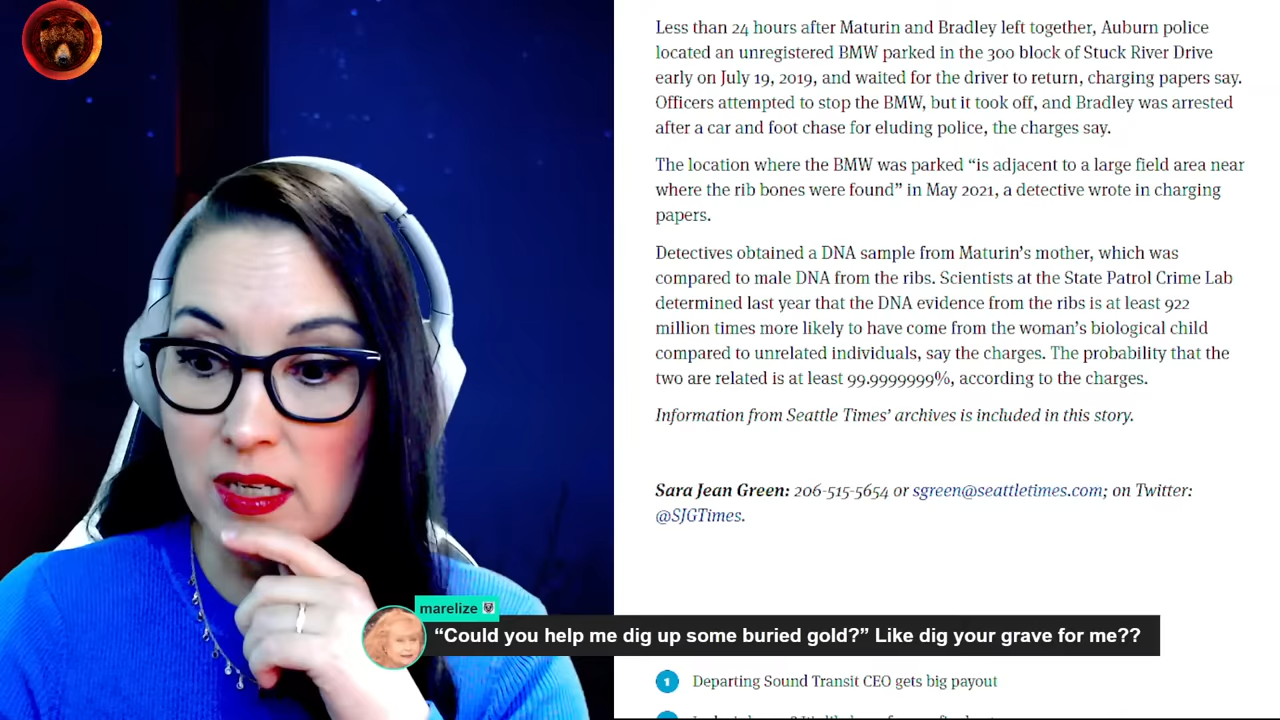 Less than 24 hours after Maturin and Bradley left together, Auburn police
located an unregistered BMW parked in the 300 block of Stuck River Drive
early on July 19, 2019, and waited for the driver to return, charging papers say.
Officers attempted to stop the BMW, but it took off, and Bradley was arrested
after a car and foot chase for eluding police, the charges say.
The location where the BMW was parked “is adjacent to a large field area near
where the rib bones were found” in May 2021, a detective wrote in charging
papers.
Detectives obtained a DNA sample from Maturin’s mother, which was
compared to male DNA from the ribs. Scientists at the State Patrol Crime Lab
determined last year that the DNA evidence from the ribs is at least 922
million times more likely to have come from the woman’s biological child
compared to unrelated individuals, say the charges. The probability that the
two are related is at least 99.9999999%, according to the charges.
Information from Seattle Times’ archives is included in this story.
Sara Jean Green: 206-515-5654 or sgreen@seattletimes.com; on Twitter:
@SJGTimes.
marelize
“Could you help me dig up some buried gold?” Like dig your grave for me??
1 Departing Sound Transit CEO gets big payout